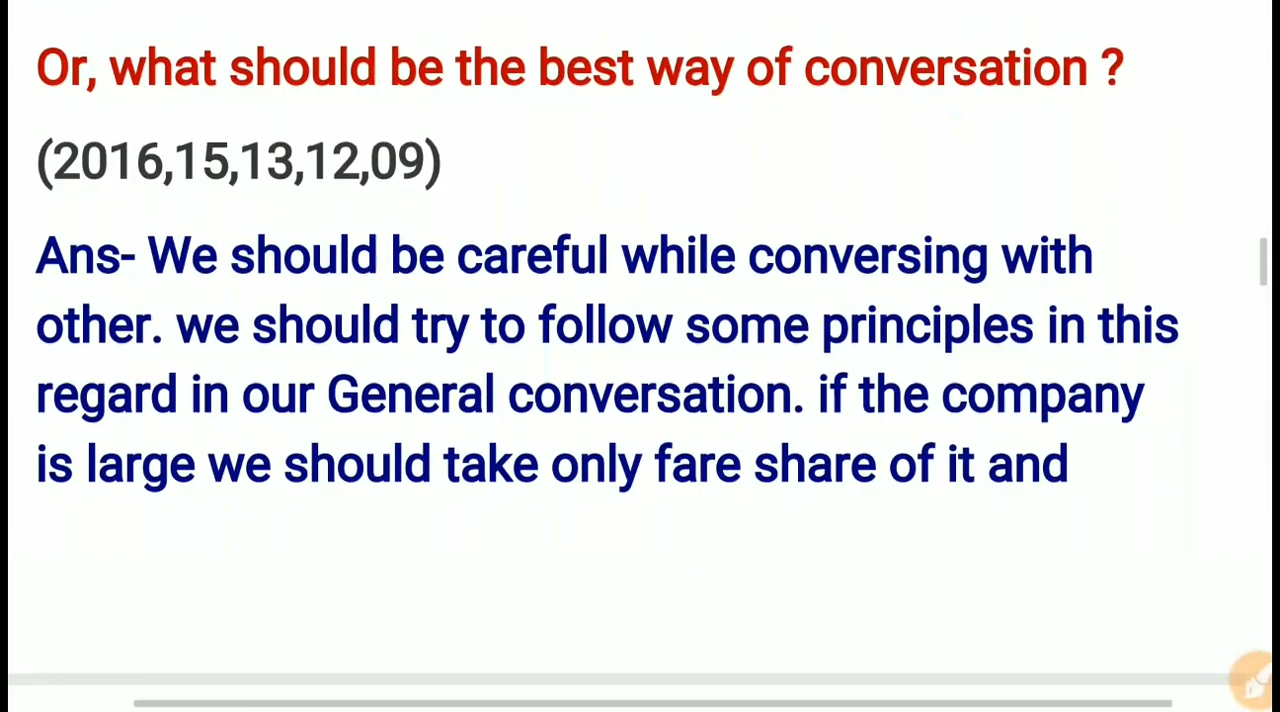 Or, what should be the best way of conversation ?
(2016,15,13,12,09)
Ans- We should be careful while conversing with
other. we should try to follow some principles in this
regard in our General conversation. if the company
is large we should take only fare share of it and